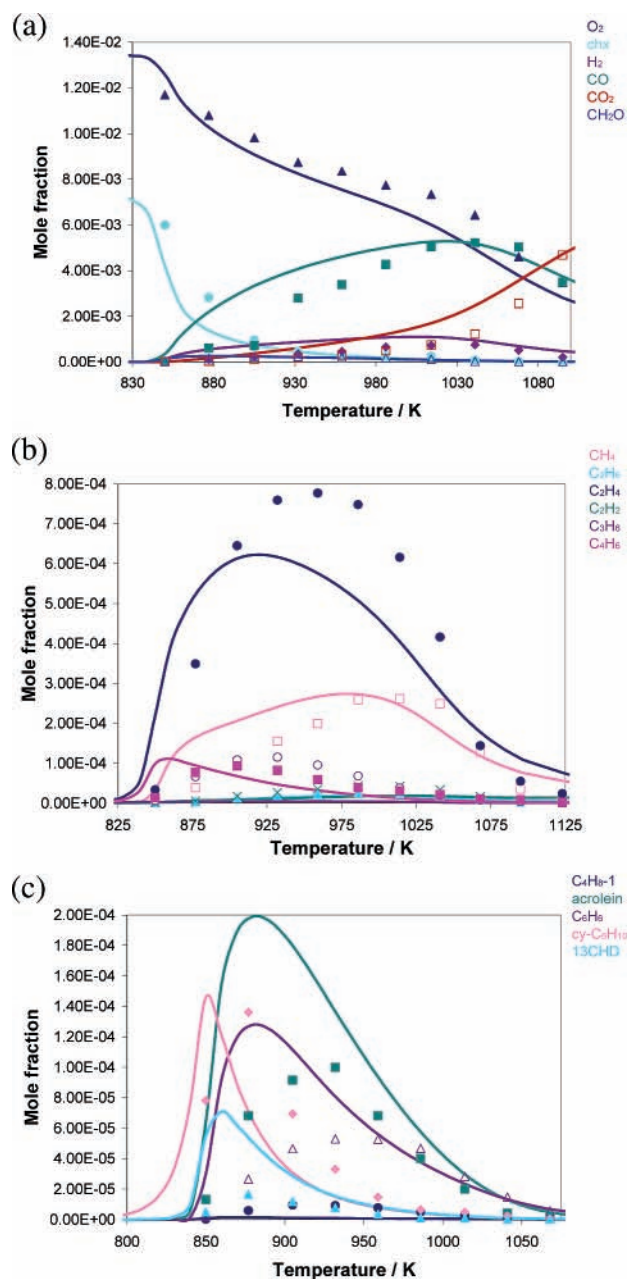 (a)
O₂
chx
H₂
CO
CO₂
CH₂O
1.40E-02
1.20E-02
1.00E-02
8.00E-03
6.00E-03
4.00E-03
2.00E-03
0.00E+00
Mole fraction
830 880 930 980 1030 1080
Temperature / K
(b)
CH₄
C₂H₆
C₂H₄
C₂H₂
C₃H₆
C₄H₆
8.00E-04
7.00E-04
6.00E-04
5.00E-04
4.00E-04
3.00E-04
2.00E-04
1.00E-04
0.00E+00
Mole fraction
825 875 925 975 1025 1075 1125
Temperature / K
(c)
C₄H₈-1
acrolein
C₆H₆
cy-C₆H₁₀
13CHD
2.00E-04
1.80E-04
1.60E-04
1.40E-04
1.20E-04
1.00E-04
8.00E-05
6.00E-05
4.00E-05
2.00E-05
0.00E+00
Mole fraction
800 850 900 950 1000 1050
Temperature / K